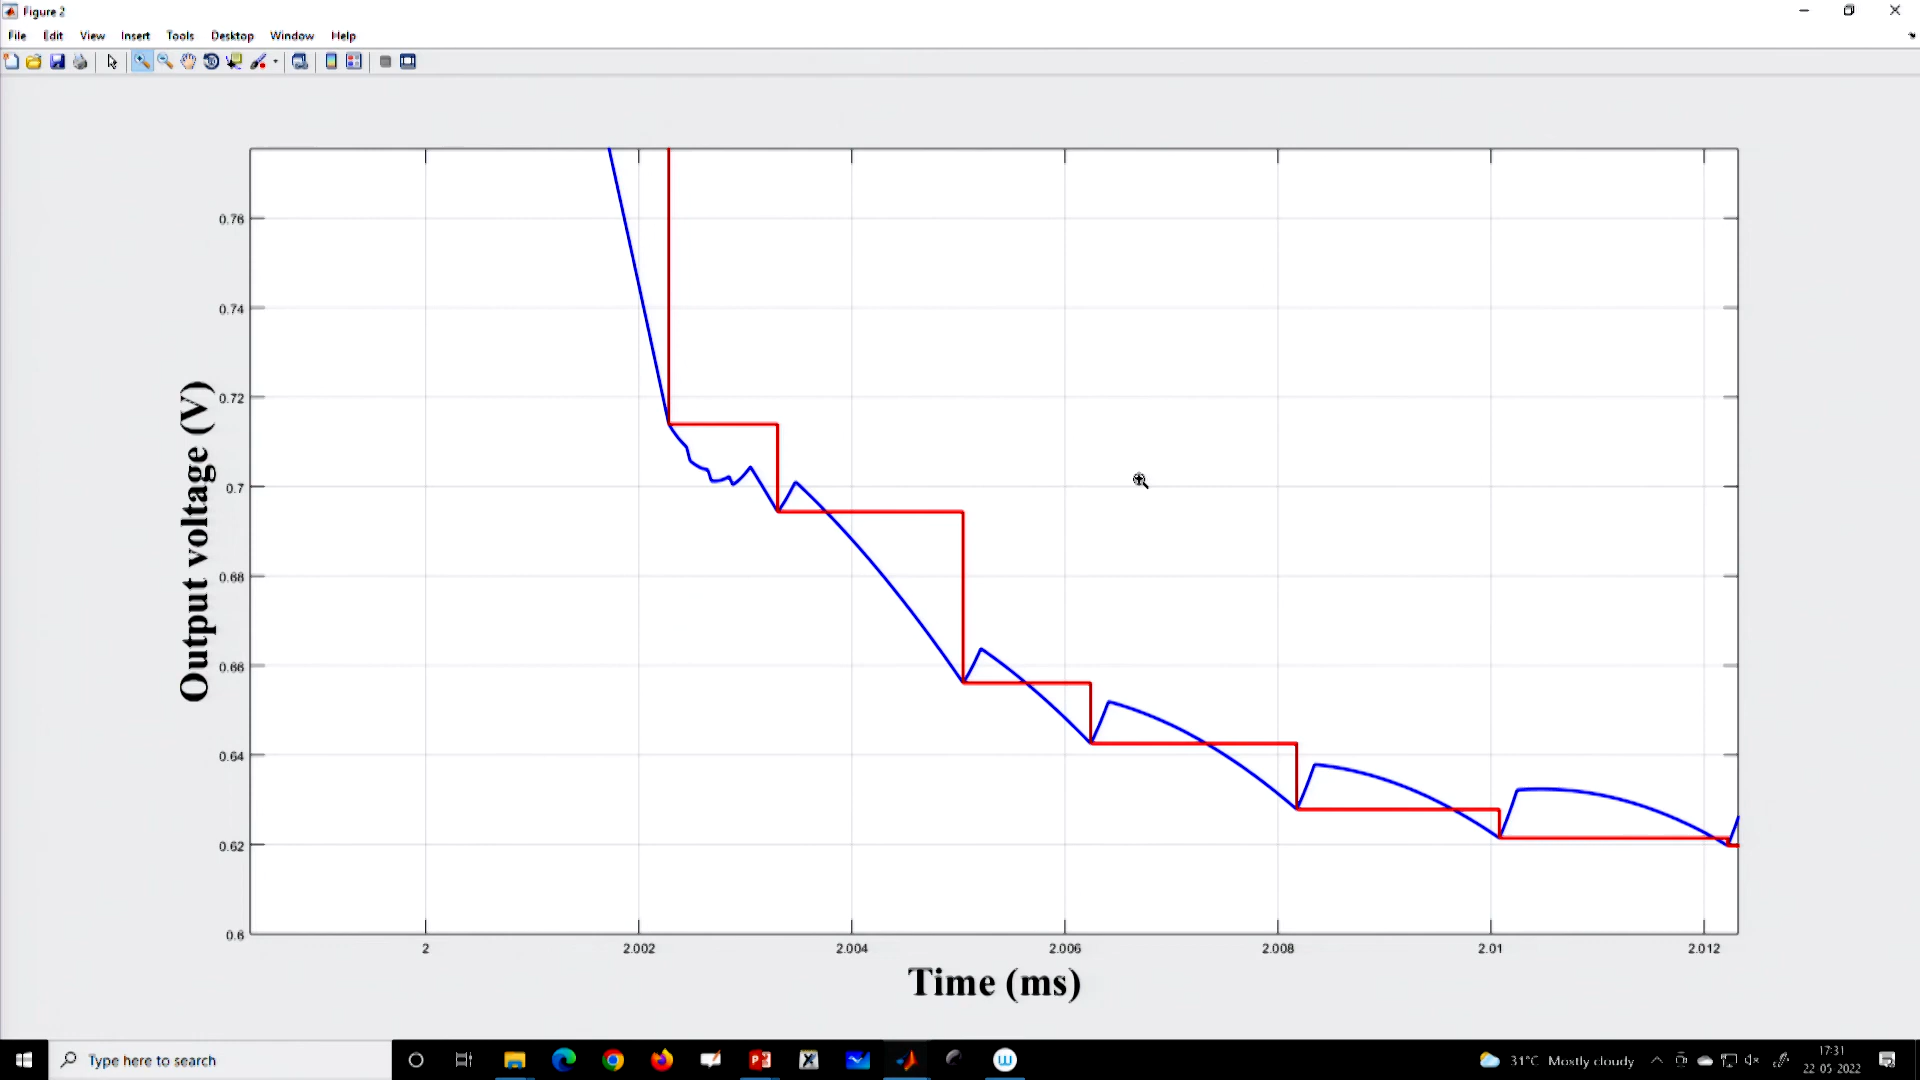 Figure 2
File Edit View Insert Tools Desktop Window Help
0.76
0.74
0.72
0.7
0.68
0.66
0.64
0.62
0.6
Output voltage (V)
2 2.002 2.004 2.006 2.008 2.01 2.012
Time (ms)
Type here to search
31°C Mostly cloudy
17:31
22-05-2022